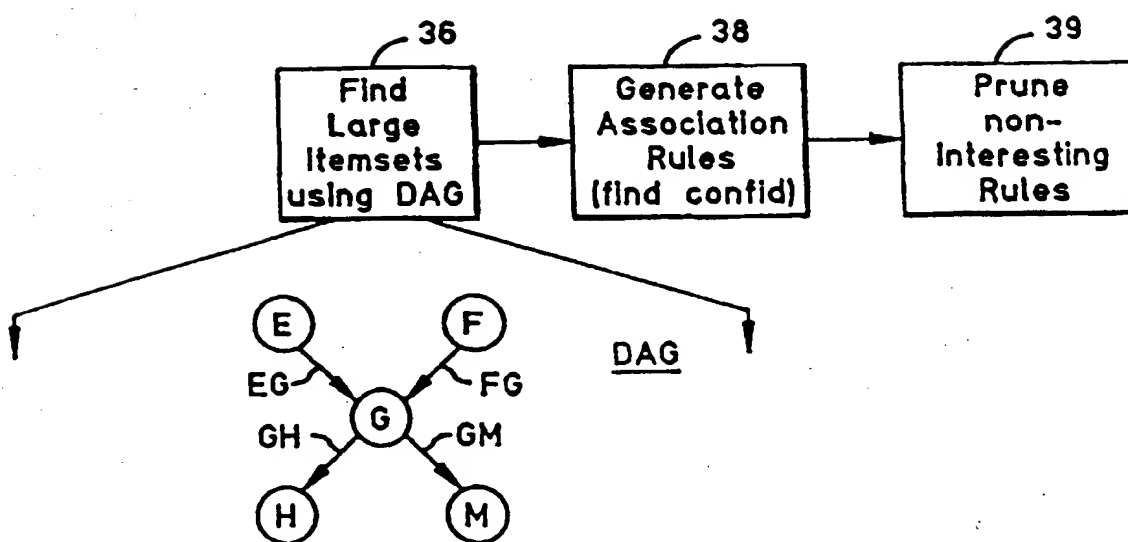 36
38
39
Find
Large
Itemsets
using DAG
Generate
Association
Rules
(find confid)
Prune
non-
Interesting
Rules
E
F
DAG
EG
FG
G
GH
GM
H
M